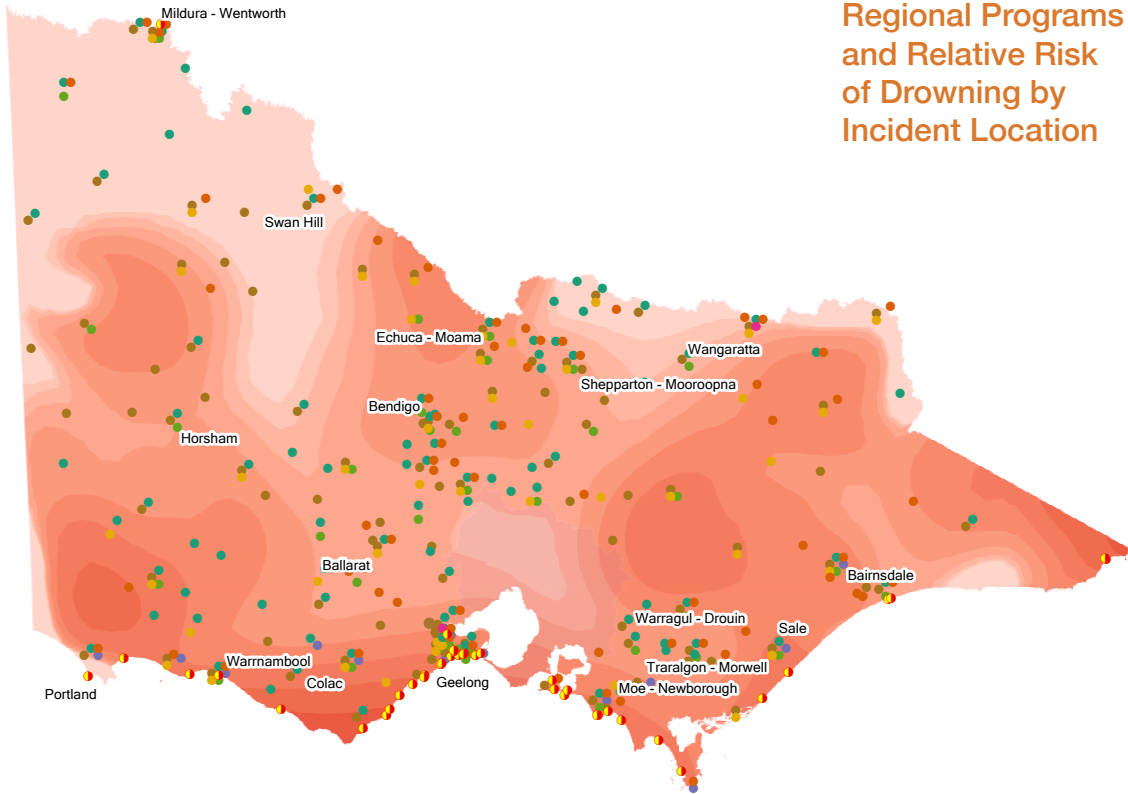 Mildura - Wentworth
Regional Programs
and Relative Risk
of Drowning by
Incident Location
Swan Hill
Echuca - Moama
Wangaratta
Shepparton - Mooroopna
Bendigo
Horsham
Ballarat
Bairnsdale
Warragul - Drouin
Sale
Warrnambool
Traralgon - Morwell
Colac
Geelong
Moe - Newborough
Portland